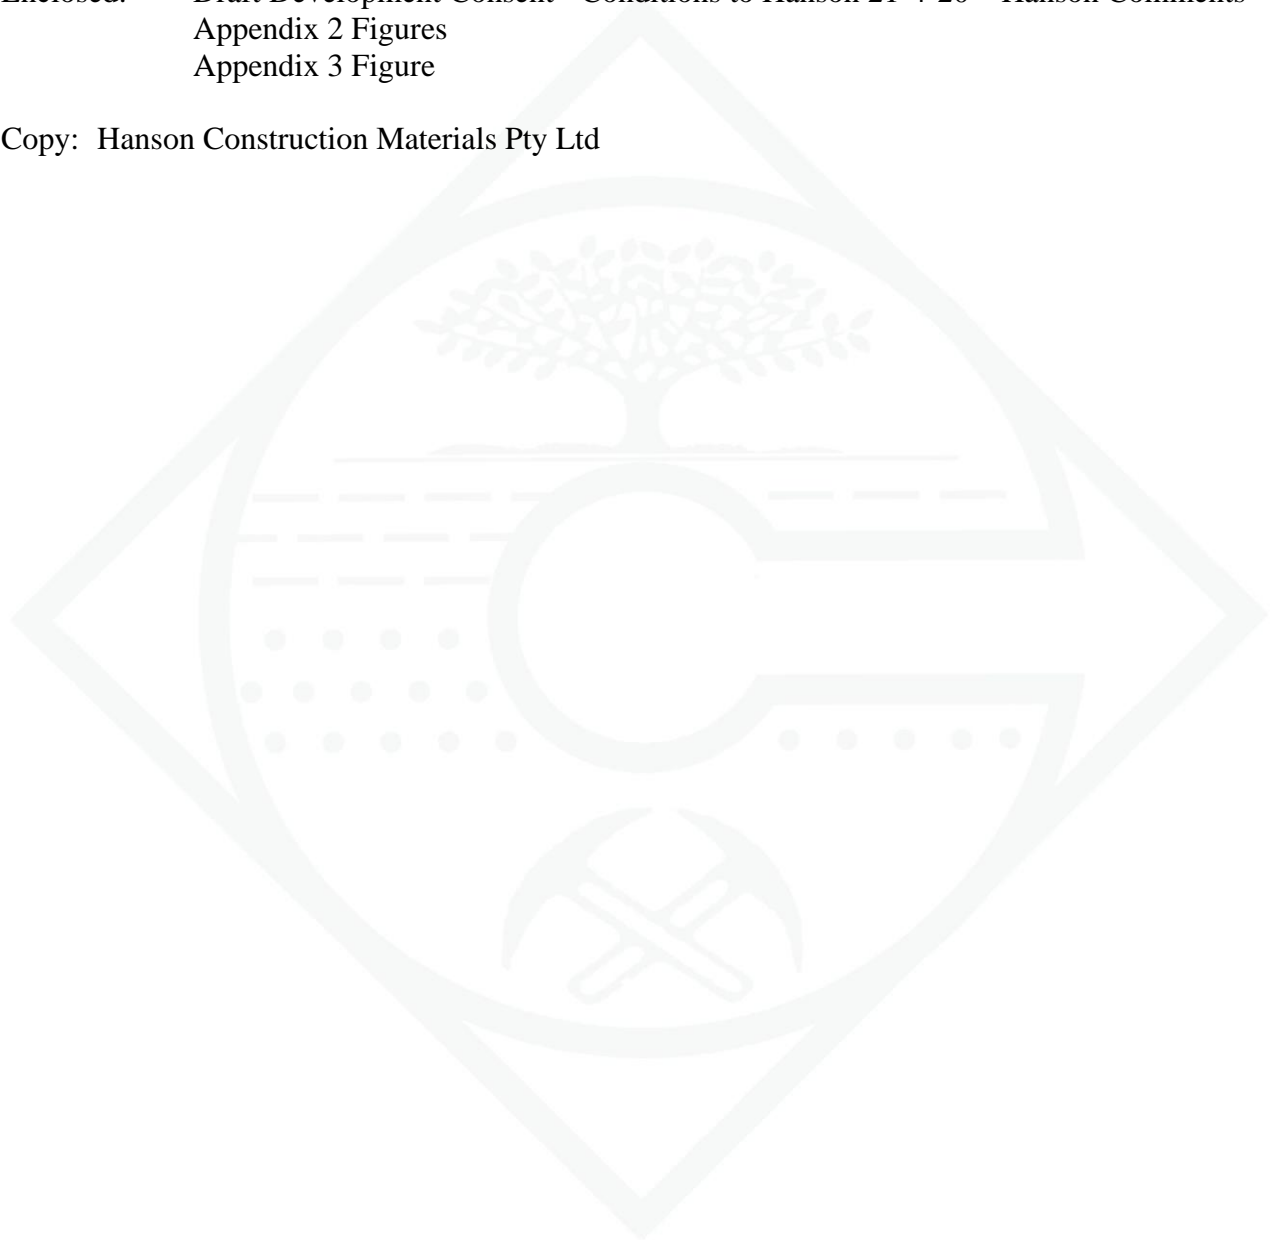 Enclosed: Draft Development Consent - Conditions to Hanson 21-4-20 – Hanson Comments
Appendix 2 Figures
Appendix 3 Figure
Copy: Hanson Construction Materials Pty Ltd